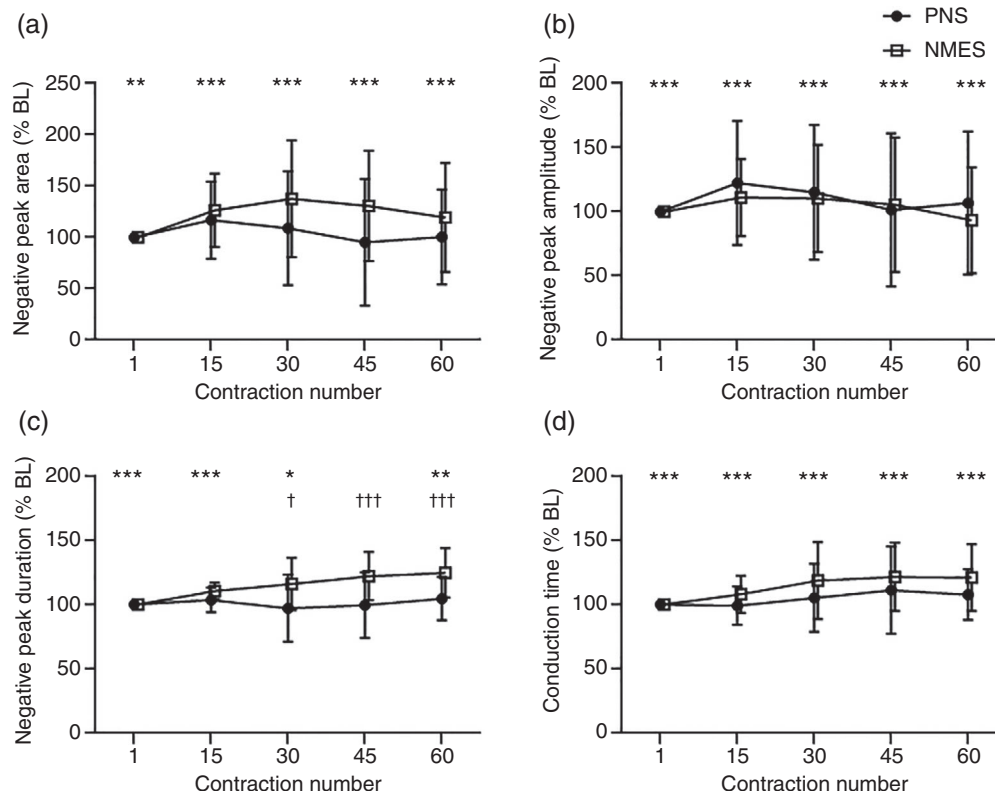 PNS
NMES
(a)
Negative peak area (% BL)
250
200
150
100
50
0
** *** *** *** ***
1 15 30 45 60
Contraction number
(b)
Negative peak amplitude (% BL)
200
150
100
50
0
*** *** *** *** ***
1 15 30 45 60
Contraction number
(c)
Negative peak duration (% BL)
200
150
100
50
0
*** *** * **
† ††† †††
1 15 30 45 60
Contraction number
(d)
Conduction time (% BL)
200
150
100
50
0
*** *** *** *** ***
1 15 30 45 60
Contraction number